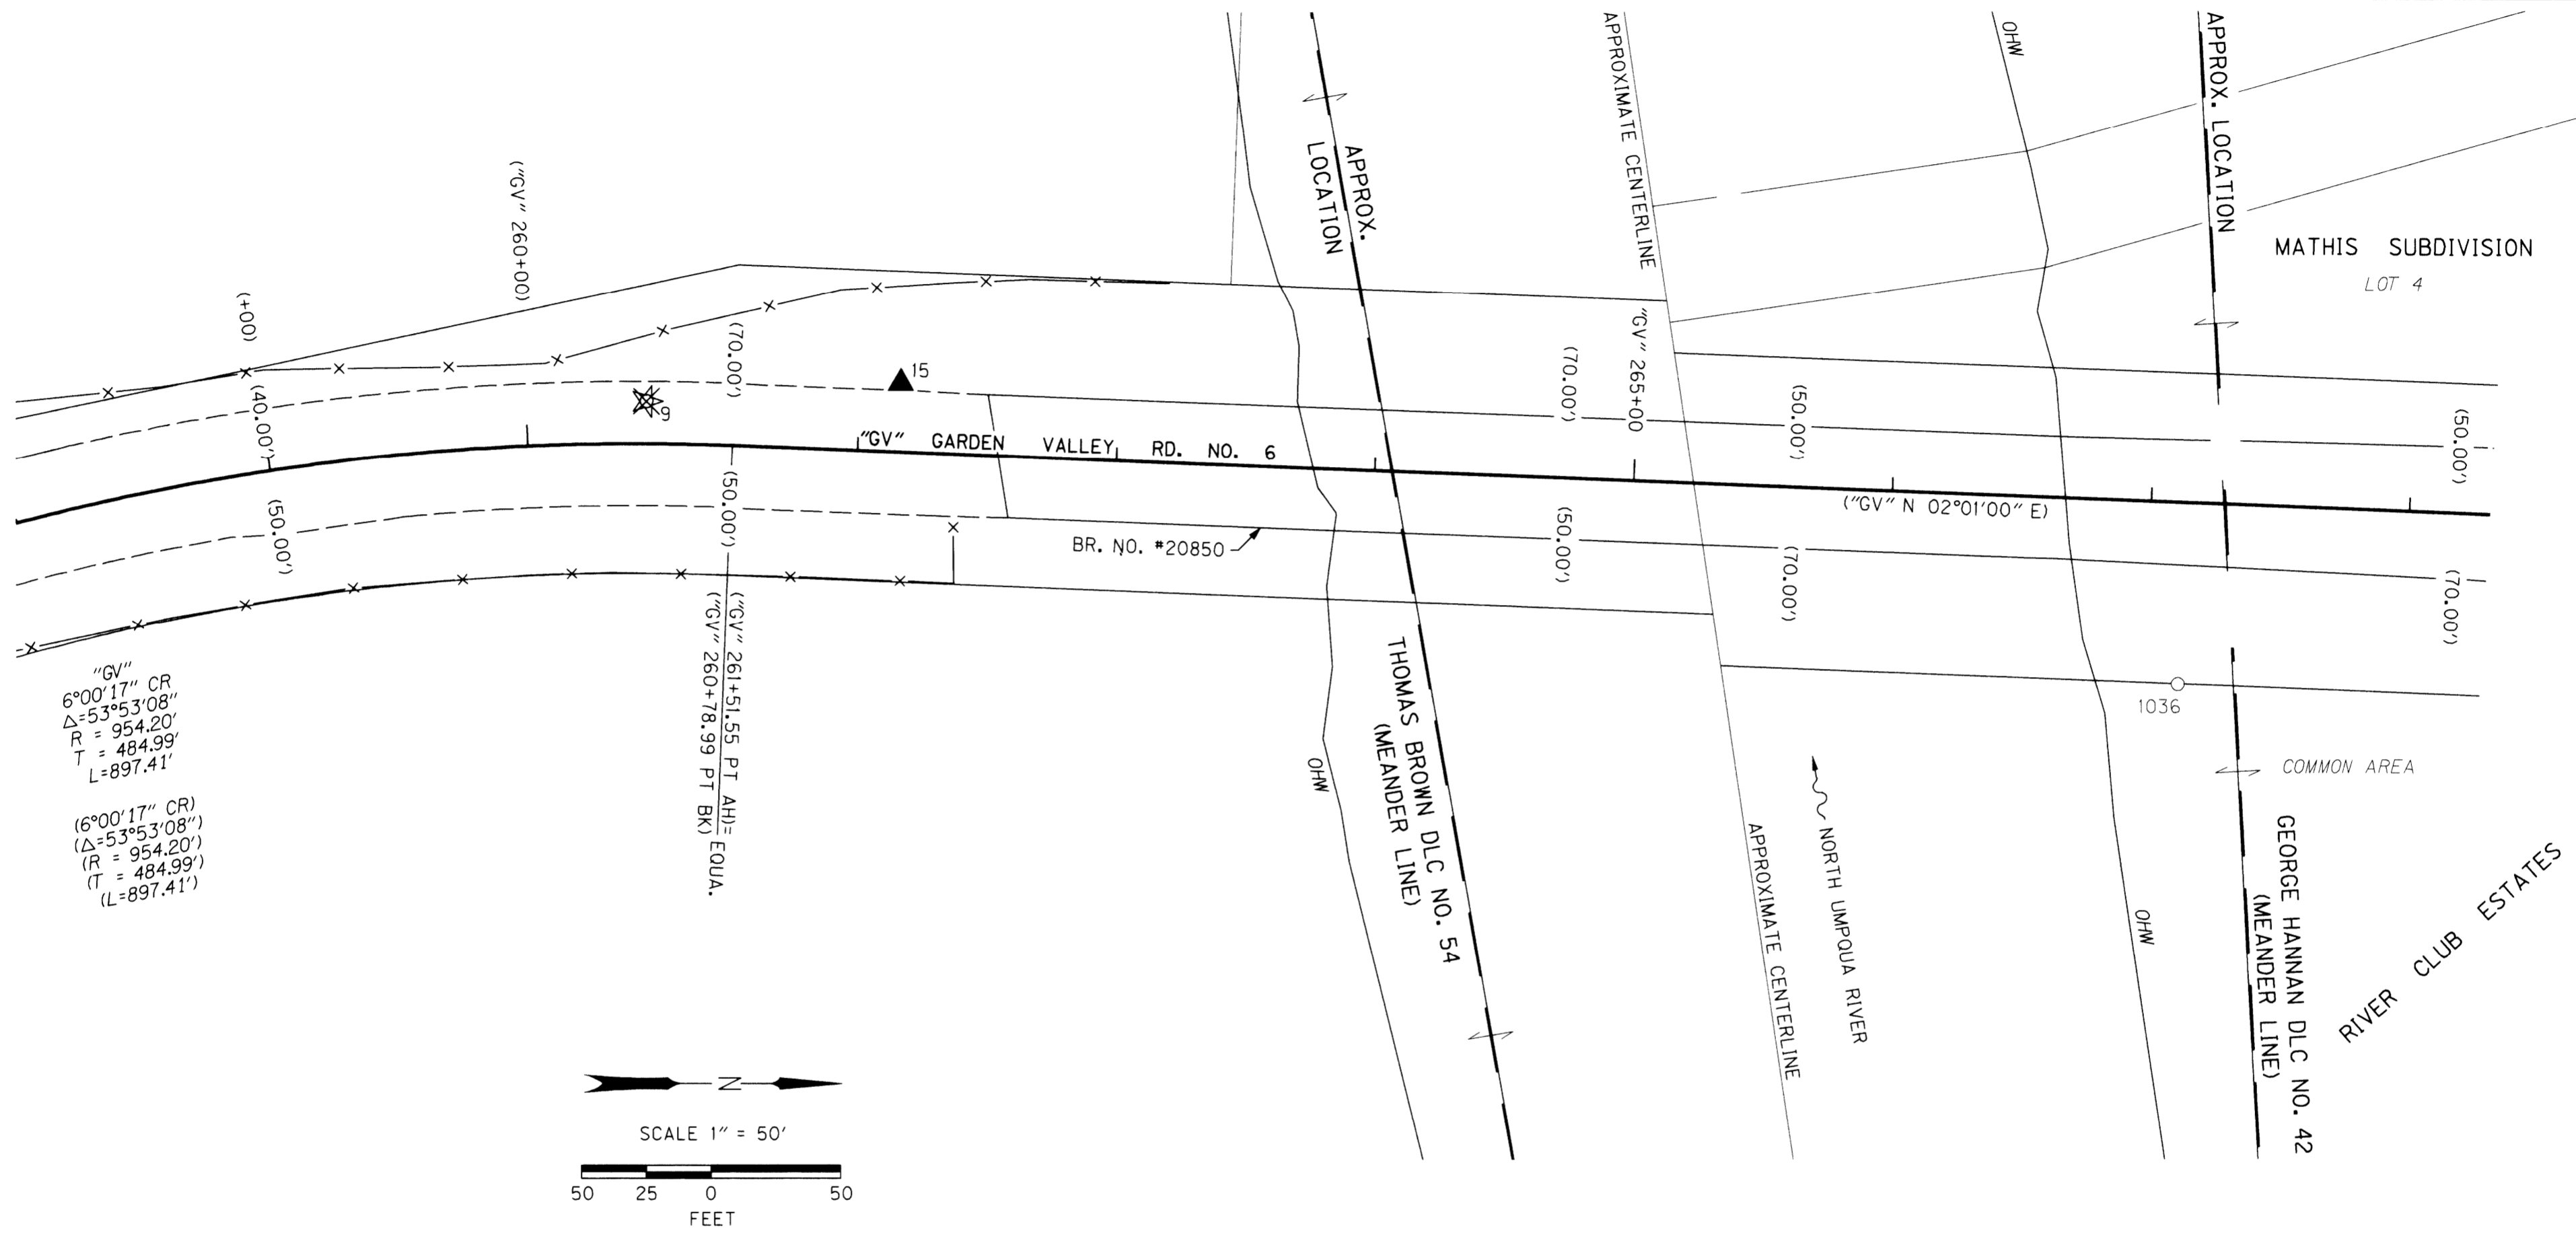 OHW
APPROX. LOCATION
APPROXIMATE CENTERLINE
APPROX.
LOCATION
MATHIS SUBDIVISION
LOT 4
("GV" 260+00)
(+00)
(40.00')
(70.00')
15
9
(70.00')
"GV" 265+00
(50.00')
(50.00')
"GV" GARDEN VALLEY RD. NO. 6
("GV" N 02°01'00" E)
(50.00')
(50.00')
BR. NO. #20850
(50.00')
(70.00')
(70.00')
("GV" 261+51.55 PT AH)=
("GV" 260+78.99 PT BK) EQUA.
"GV"
6°00'17" CR
Δ=53°53'08"
R = 954.20'
T = 484.99'
L=897.41'
(6°00'17" CR)
(Δ=53°53'08")
(R = 954.20')
(T = 484.99')
(L=897.41')
OHW
THOMAS BROWN DLC NO. 54
(MEANDER LINE)
APPROXIMATE CENTERLINE
NORTH UMPQUA RIVER
1036
COMMON AREA
OHW
GEORGE HANNAN DLC NO. 42
(MEANDER LINE)
RIVER CLUB ESTATES
N
SCALE 1" = 50'
50 25 0 50
FEET